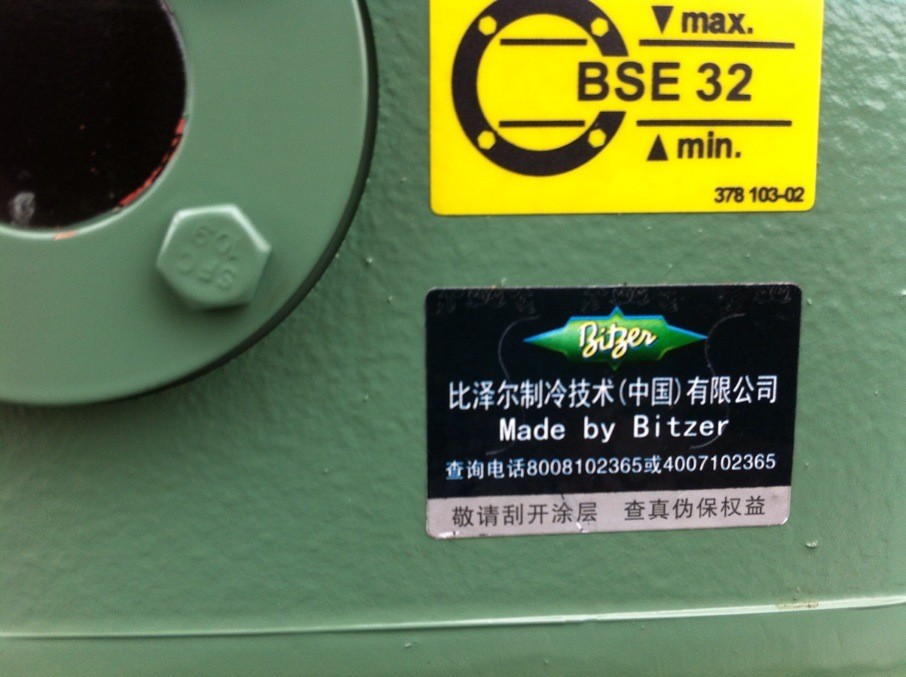 ▼max.
BSE 32
▲min.
378 103-02
SFC
10.9
Bitzer
比泽尔制冷技术(中国)有限公司
Made by Bitzer
查询电话8008102365或4007102365
敬请刮开涂层 查真伪保权益